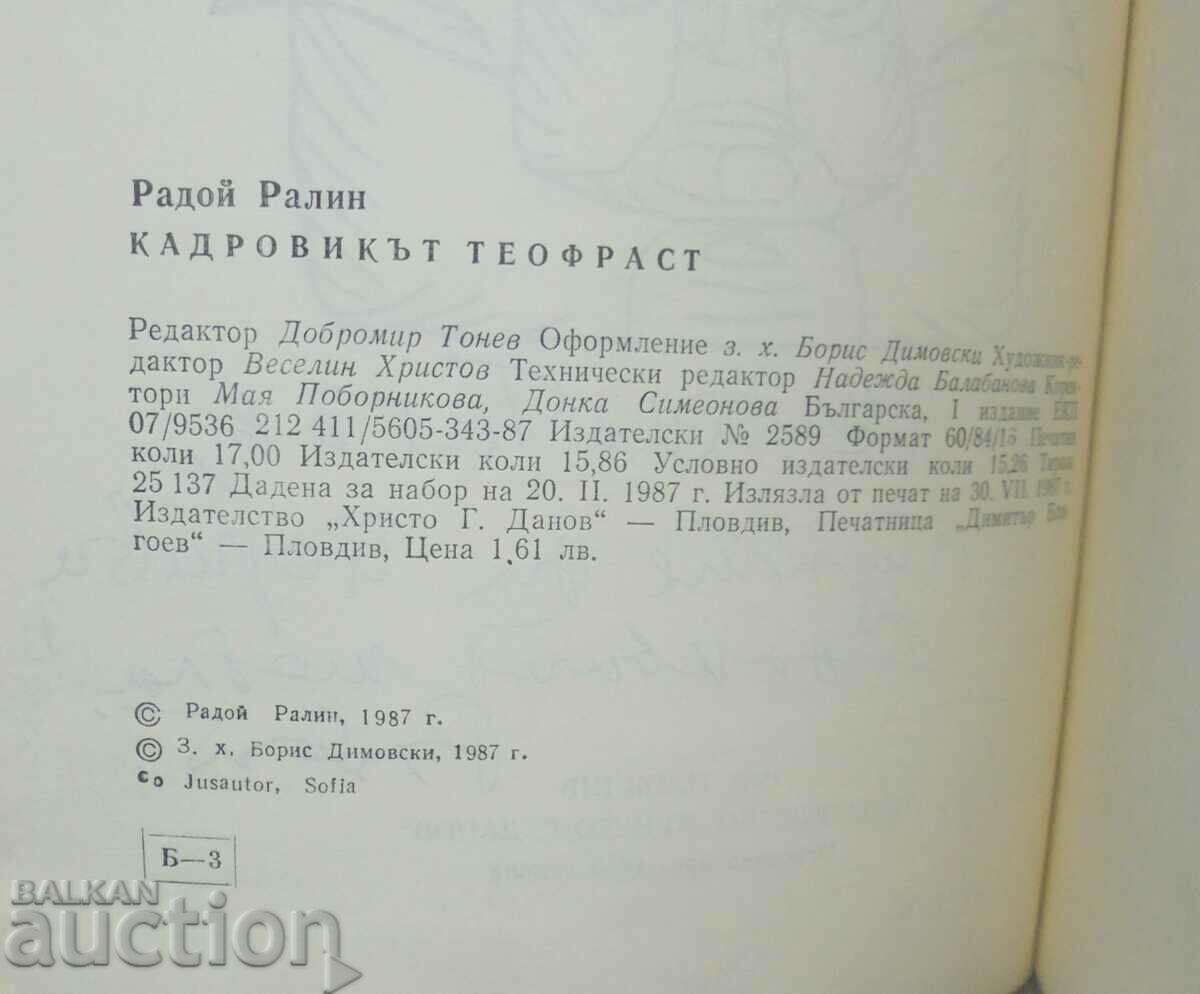 Радой Ралин
КАДРОВИКЪТ ТЕОФРАСТ
Редактор Добромир Тонев Оформление з. х. Борис Димовски Художник-ре-
дактор Веселин Христов Технически редактор Надежда Балабанова Корек-
тори Мая Поборникова, Донка Симеонова Българска, I издание ЕКП
07/9536 212 411/5605-343-87 Издателски № 2589 Формат 60/84/16 Печатни
коли 17,00 Издателски коли 15,86 Условно издателски коли 15,26 Тираж
25 137 Дадена за набор на 20. II. 1987 г. Излязла от печат на 30. VII. 1987 г.
Издателство „Христо Г. Данов“ — Пловдив, Печатница „Димитър Бла-
гоев“ — Пловдив, Цена 1,61 лв.
© Радой Ралин, 1987 г.
© З. х. Борис Димовски, 1987 г.
c/o Jusautor, Sofia
Б—3
BALKAN
auction